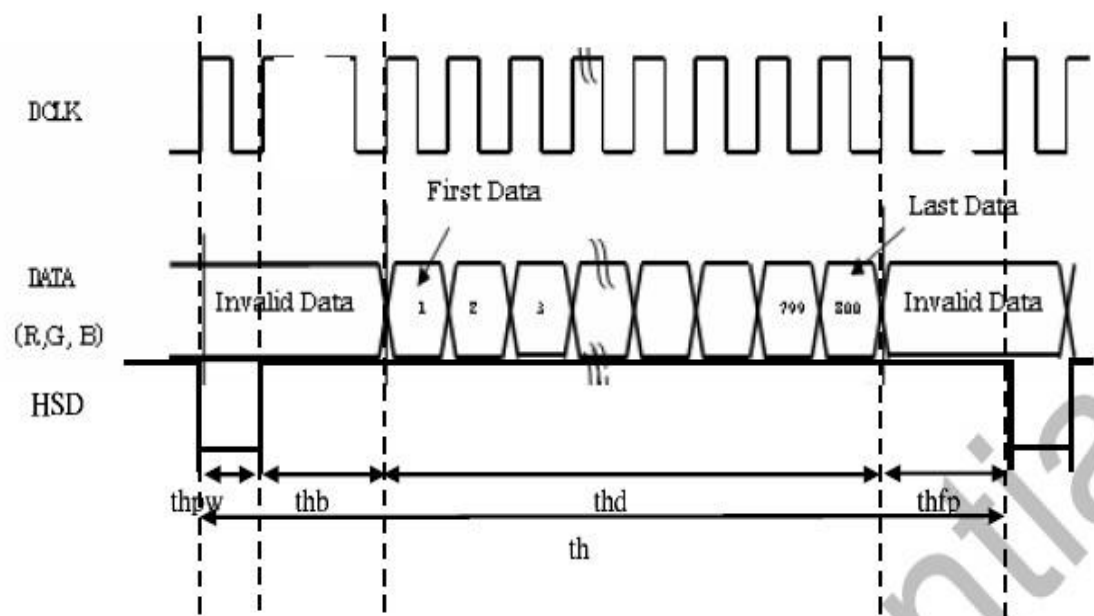 DCLK
First Data
Last Data
DATA
(R,G, B)
Invalid Data
1
2
3
799
800
Invalid Data
HSD
thpw
thb
thd
thfp
th